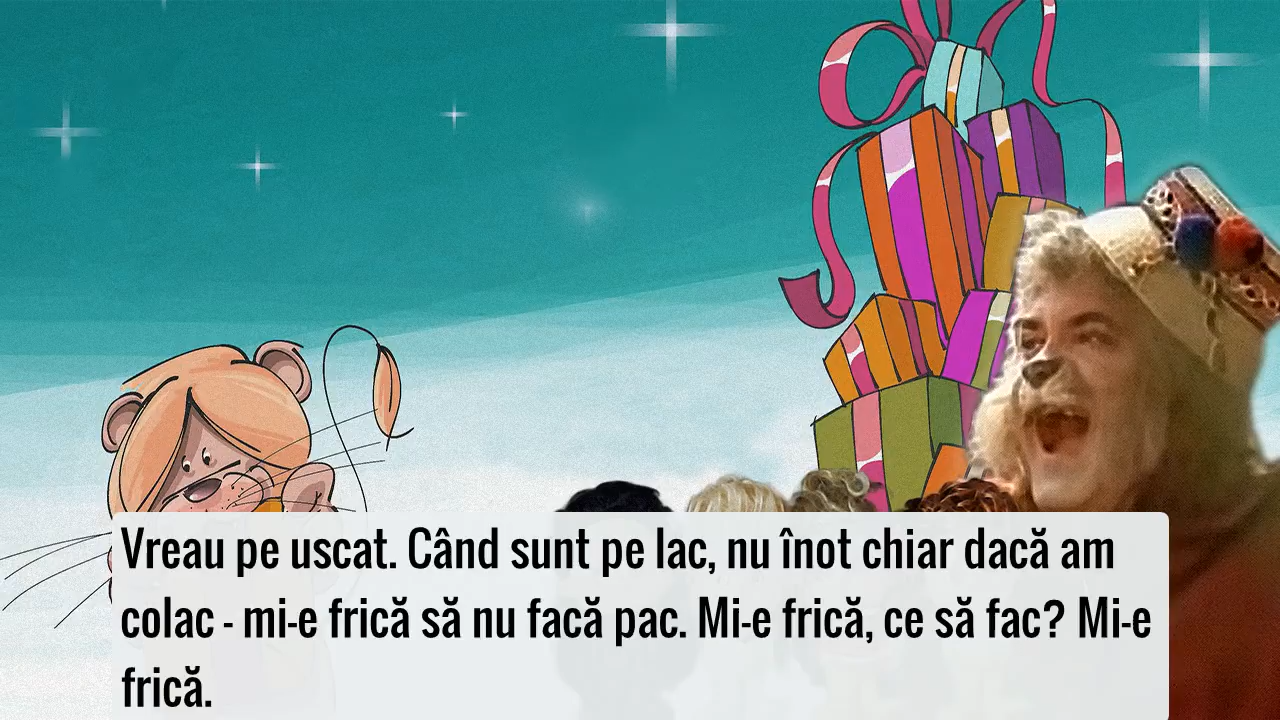 Vreau pe uscat. Când sunt pe lac, nu înot chiar dacă am
colac - mi-e frică să nu facă pac. Mi-e frică, ce să fac? Mi-e
frică.